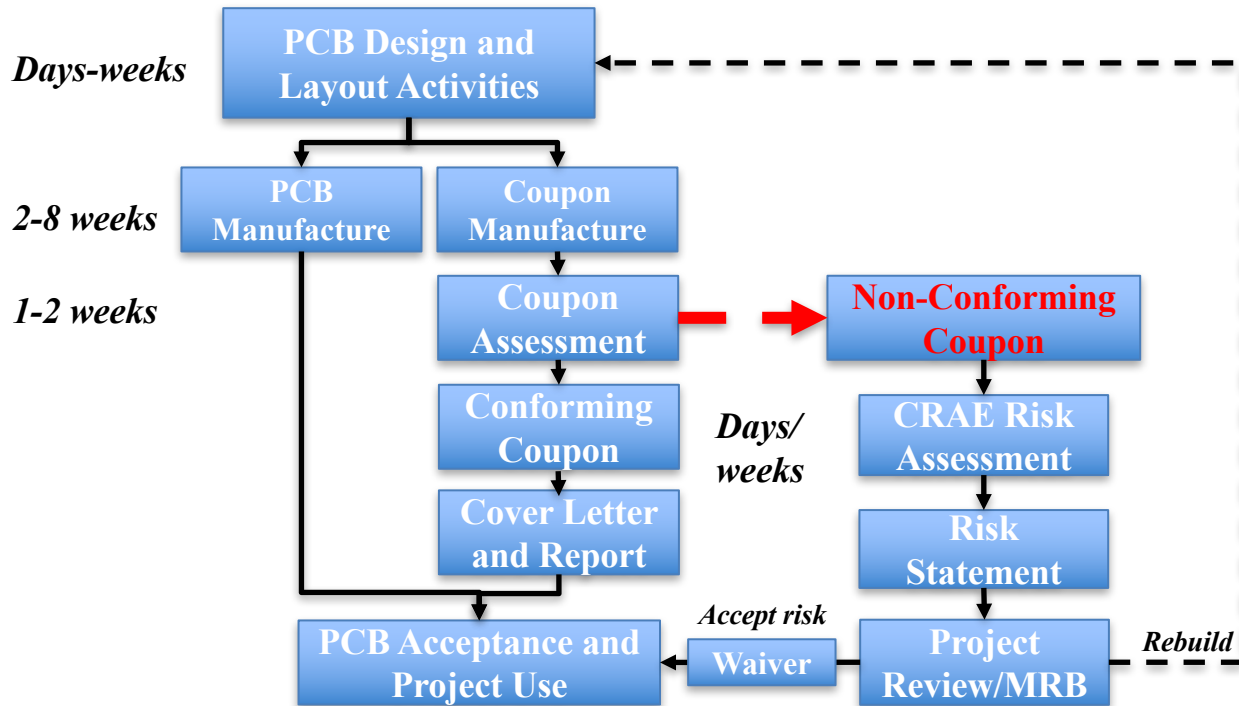 PCB Design and
Layout Activities
Days-weeks
PCB
Manufacture
Coupon
Manufacture
2-8 weeks
Coupon
Assessment
Non-Conforming
Coupon
1-2 weeks
Conforming
Coupon
Days/
weeks
CRAE Risk
Assessment
Cover Letter
and Report
Risk
Statement
PCB Acceptance and
Project Use
Accept risk
Waiver
Project
Review/MRB
Rebuild